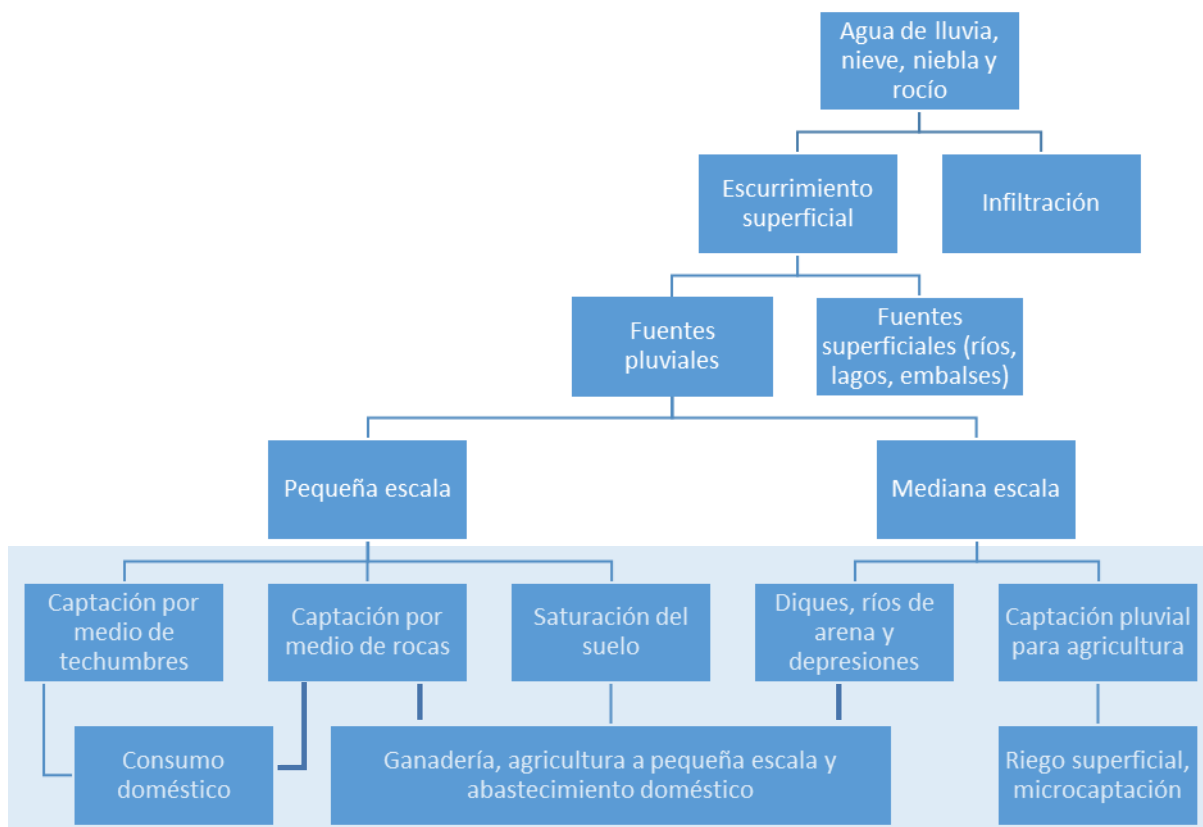 Agua de lluvia,
nieve, niebla y
rocío
Escurrimiento
superficial
Infiltración
Fuentes
pluviales
Fuentes
superficiales (ríos,
lagos, embalses)
Pequeña escala
Mediana escala
Captación por
medio de
techumbres
Captación por
medio de rocas
Saturación del
suelo
Diques, ríos de
arena y
depresiones
Captación pluvial
para agricultura
Consumo
doméstico
Ganadería, agricultura a pequeña escala y
abastecimiento doméstico
Riego superficial,
microcaptación